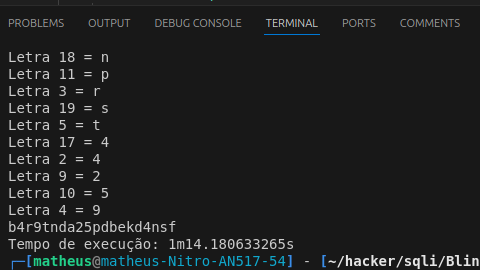 PROBLEMS OUTPUT DEBUG CONSOLE TERMINAL PORTS COMMENTS
Letra 18 = n
Letra 11 = p
Letra 3 = r
Letra 19 = s
Letra 5 = t
Letra 17 = 4
Letra 2 = 4
Letra 9 = 2
Letra 10 = 5
Letra 4 = 9
b4r9tnda25pdbekd4nsf
Tempo de execução: 1m14.180633265s
┌─[matheus@matheus-Nitro-AN517-54] - [~/hacker/sqli/Blin